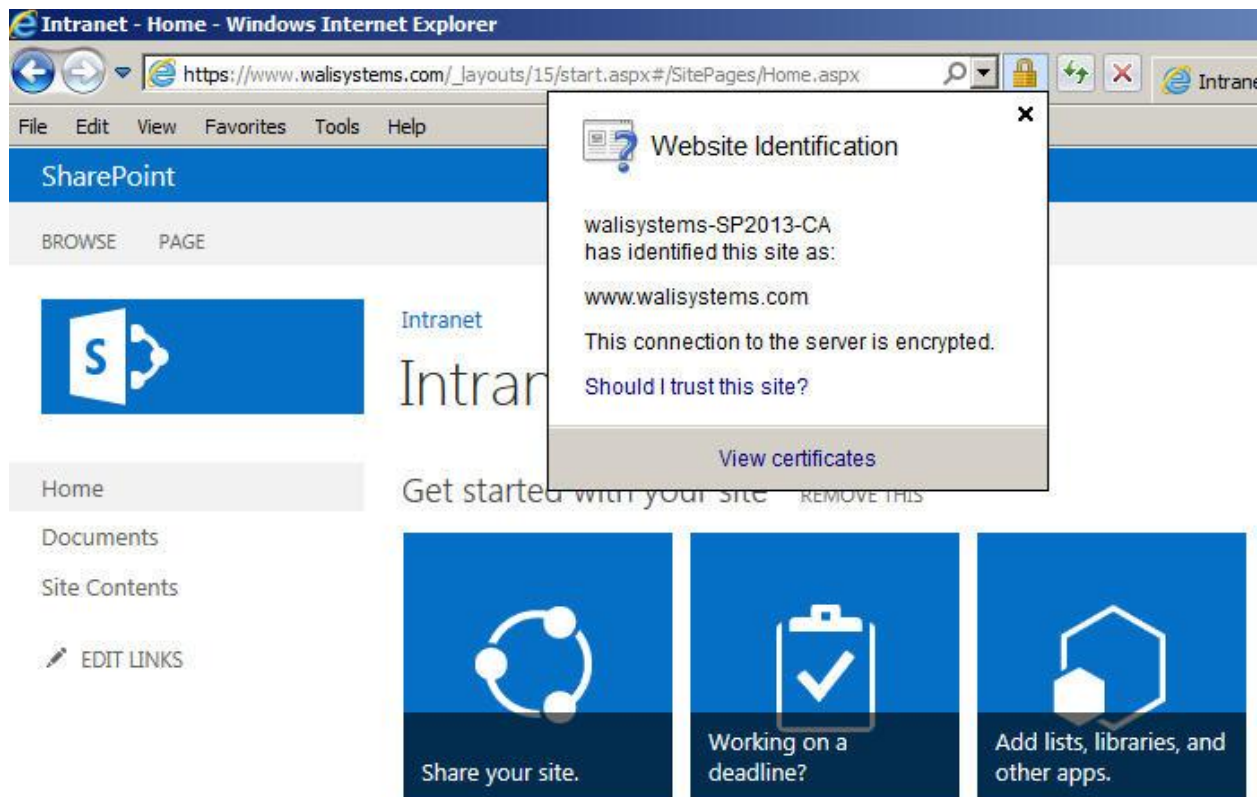 Intranet - Home - Windows Internet Explorer
https://www.walisystems.com/_layouts/15/start.aspx#/SitePages/Home.aspx
Intrane
File Edit View Favorites Tools Help
Website Identification
walisystems-SP2013-CA
has identified this site as:
www.walisystems.com
This connection to the server is encrypted.
Should I trust this site?
View certificates
SharePoint
BROWSE PAGE
S
Intranet
Intran
Home
Documents
Site Contents
EDIT LINKS
Get started with your site REMOVE THIS
Share your site.
Working on a
deadline?
Add lists, libraries, and
other apps.